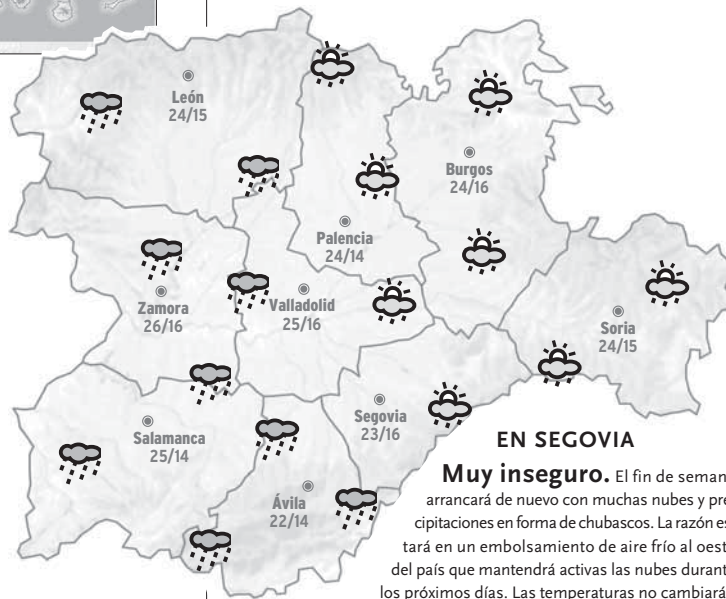 León
24/15
Burgos
24/16
Palencia
24/14
Zamora
26/16
Valladolid
25/16
Soria
24/15
Segovia
23/16
Salamanca
25/14
Ávila
22/14
EN SEGOVIA
Muy inseguro. El fin de seman
arrancará de nuevo con muchas nubes y pre
cipitaciones en forma de chubascos. La razón es
tará en un embolsamiento de aire frío al oest
del país que mantendrá activas las nubes durant
los próximos días. Las temperaturas no cambiará